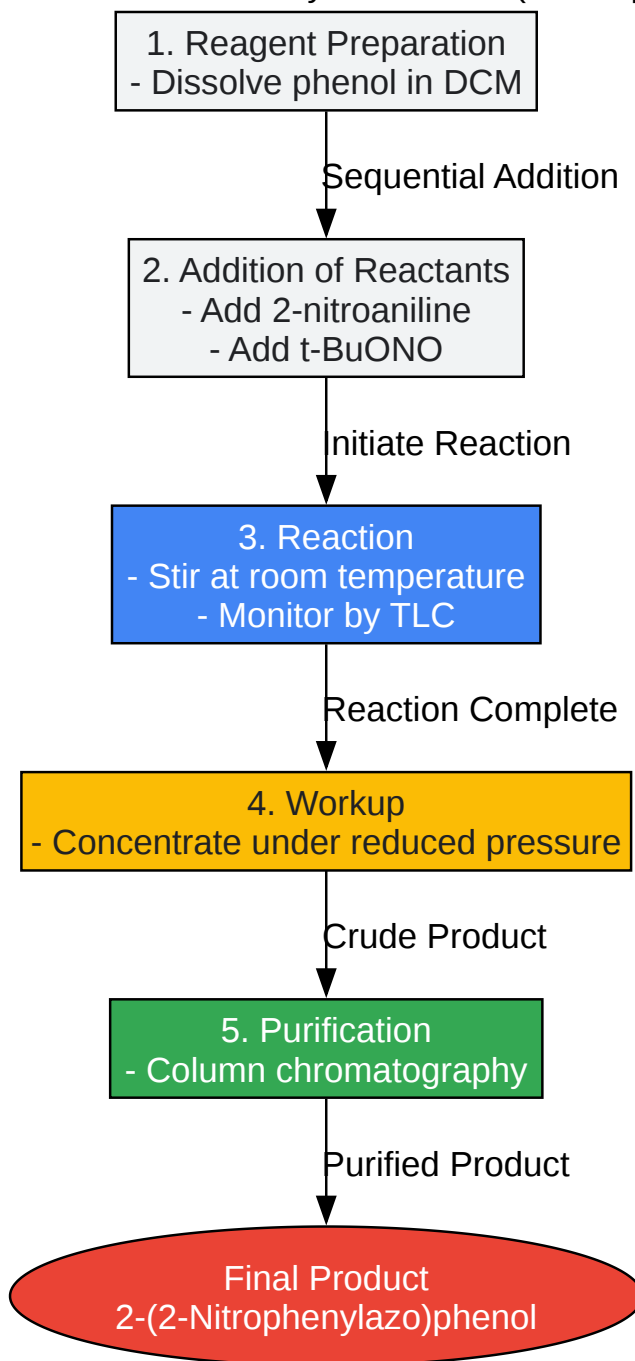 1. Reagent Preparation
- Dissolve phenol in DCM
Sequential Addition
2. Addition of Reactants
- Add 2-nitroaniline
- Add t-BuONO
Initiate Reaction
3. Reaction
- Stir at room temperature
- Monitor by TLC
Reaction Complete
4. Workup
- Concentrate under reduced pressure
Crude Product
5. Purification
- Column chromatography
Purified Product
Final Product
2-(2-Nitrophenylazo)phenol